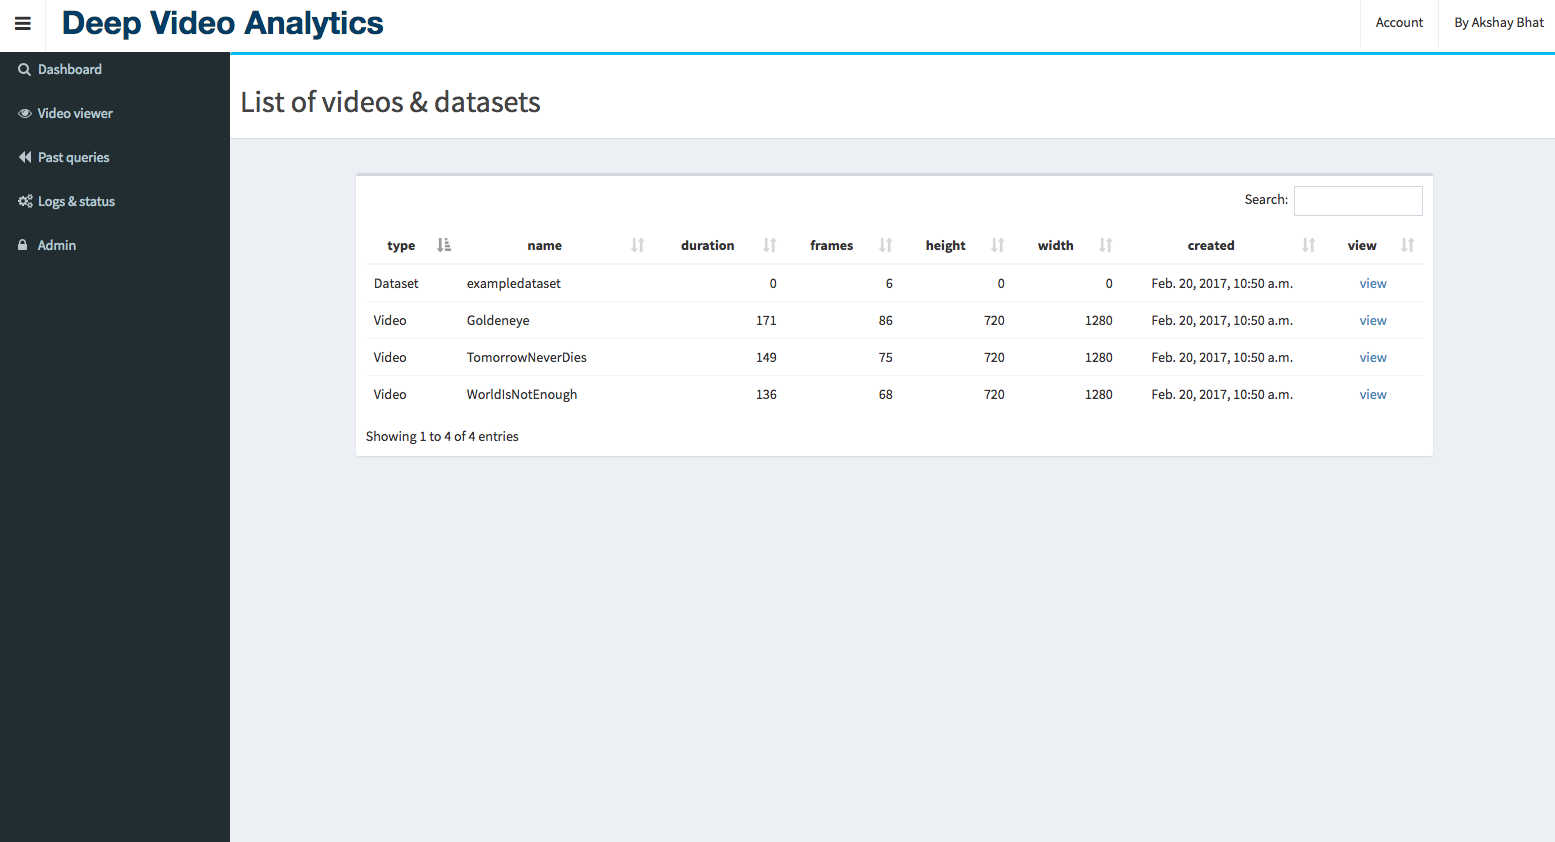 Deep Video Analytics
Account
By Akshay Bhat
Dashboard
Video viewer
Past queries
Logs & status
Admin
List of videos & datasets
Search:
type name duration frames height width created view
Dataset exampledataset 0 6 0 0 Feb. 20, 2017, 10:50 a.m. view
Video Goldeneye 171 86 720 1280 Feb. 20, 2017, 10:50 a.m. view
Video TomorrowNeverDies 149 75 720 1280 Feb. 20, 2017, 10:50 a.m. view
Video WorldIsNotEnough 136 68 720 1280 Feb. 20, 2017, 10:50 a.m. view
Showing 1 to 4 of 4 entries